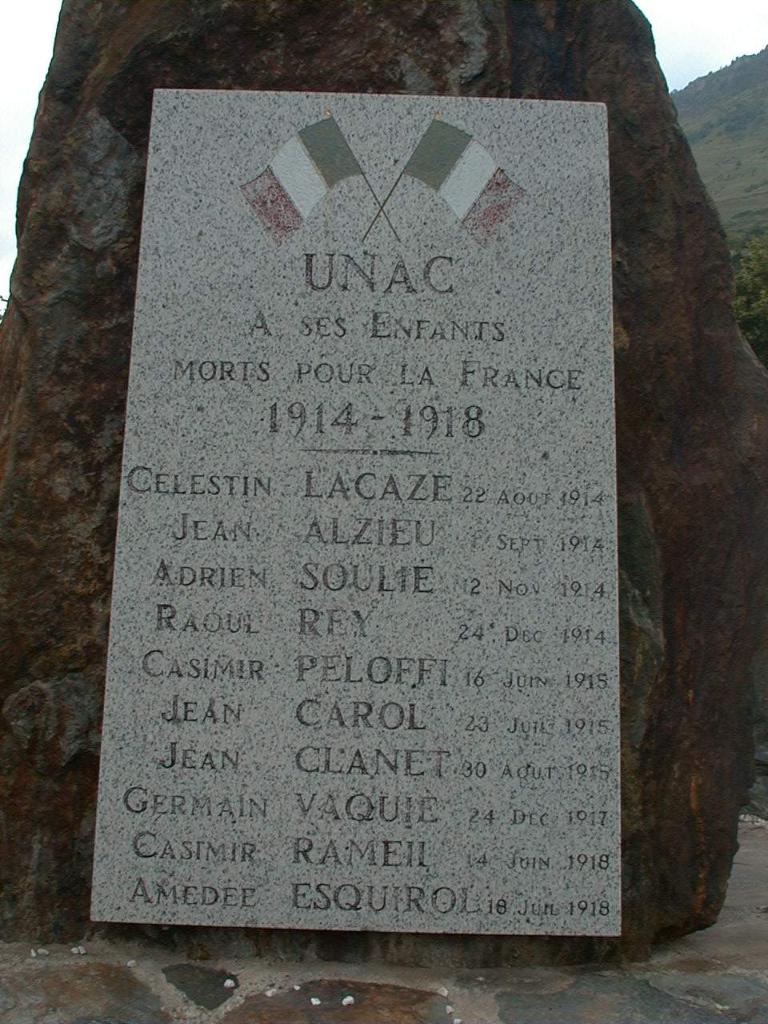 UNAC
A SES ENFANTS
MORTS POUR LA FRANCE
1914 - 1918
CELESTIN LACAZE 22 AOUT 1914
JEAN ALZIEU 1 SEPT 1914
ADRIEN SOULIE 12 NOV 1914
RAOUL REY 24 DEC 1914
CASIMIR PELOFFI 16 JUIN 1915
JEAN CAROL 23 JUIL 1915
JEAN CLANET 30 AOUT 1915
GERMAIN VAQUIE 24 DEC 1917
CASIMIR RAMEIL 14 JUIN 1918
AMEDEE ESQUIROL 18 JUIL 1918